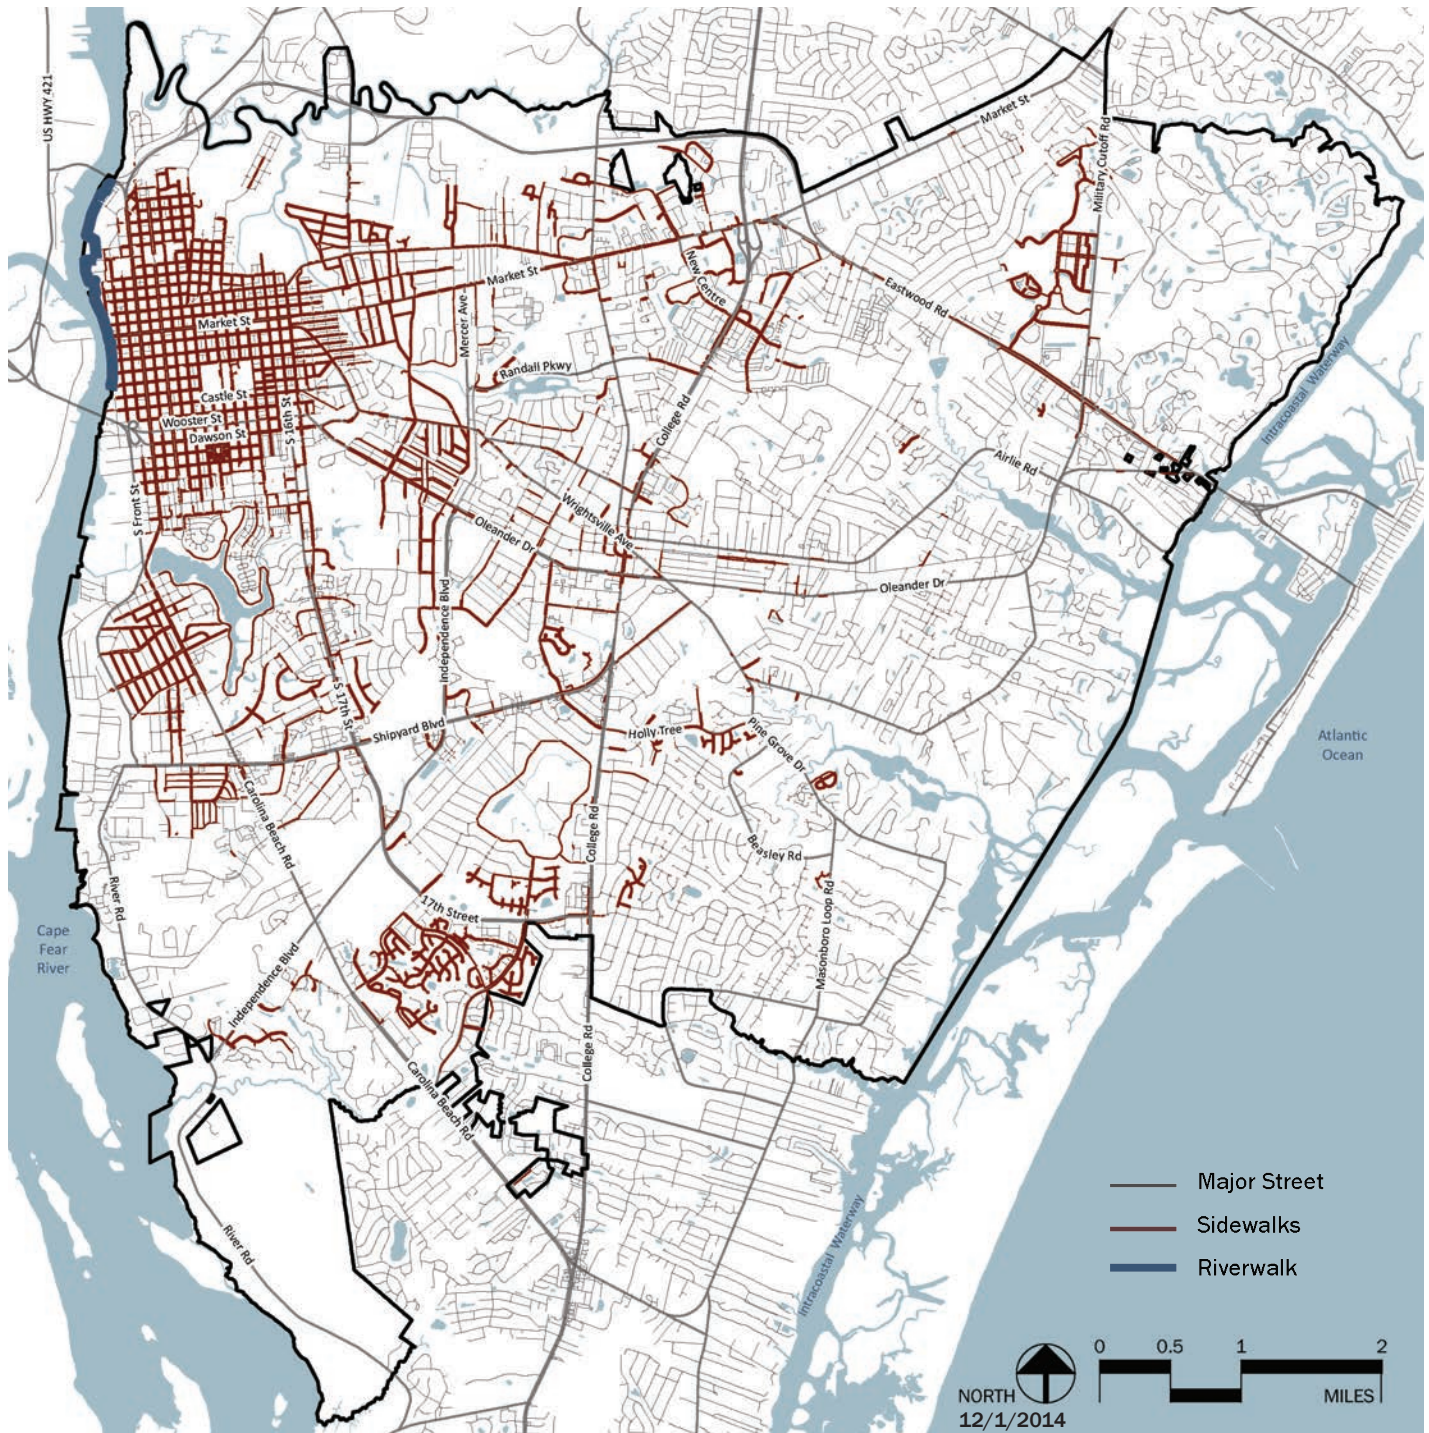 US HWY 421
Market St
Military Cutoff Rd
Market St
New Centre
Eastwood Rd
Mercer Ave
Market St
Randall Pkwy
Intracoastal Waterway
Castle St
S 16th St
College Rd
Wooster St
Dawson St
Airlie Rd
S Front St
Wrightsville Ave
Oleander Dr
Oleander Dr
Independence Blvd
S 17th St
Shipyard Blvd
Holly Tree
Pine Grove Dr
Atlantic
Ocean
Carolina Beach Rd
College Rd
Beasley Rd
River Rd
17th Street
Masonboro Loop Rd
Cape
Fear
River
Independence Blvd
College Rd
Carolina Beach Rd
Major Street
Sidewalks
Riverwalk
River Rd
Intracoastal Waterway
0 0.5 1 2
NORTH
MILES
12/1/2014